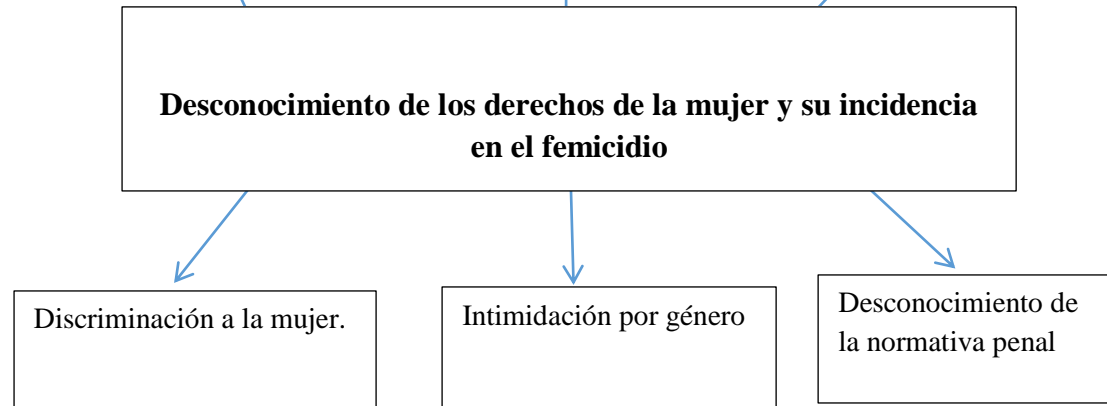 Desconocimiento de los derechos de la mujer y su incidencia
en el femicidio
Discriminación a la mujer.
Intimidación por género
Desconocimiento de
la normativa penal